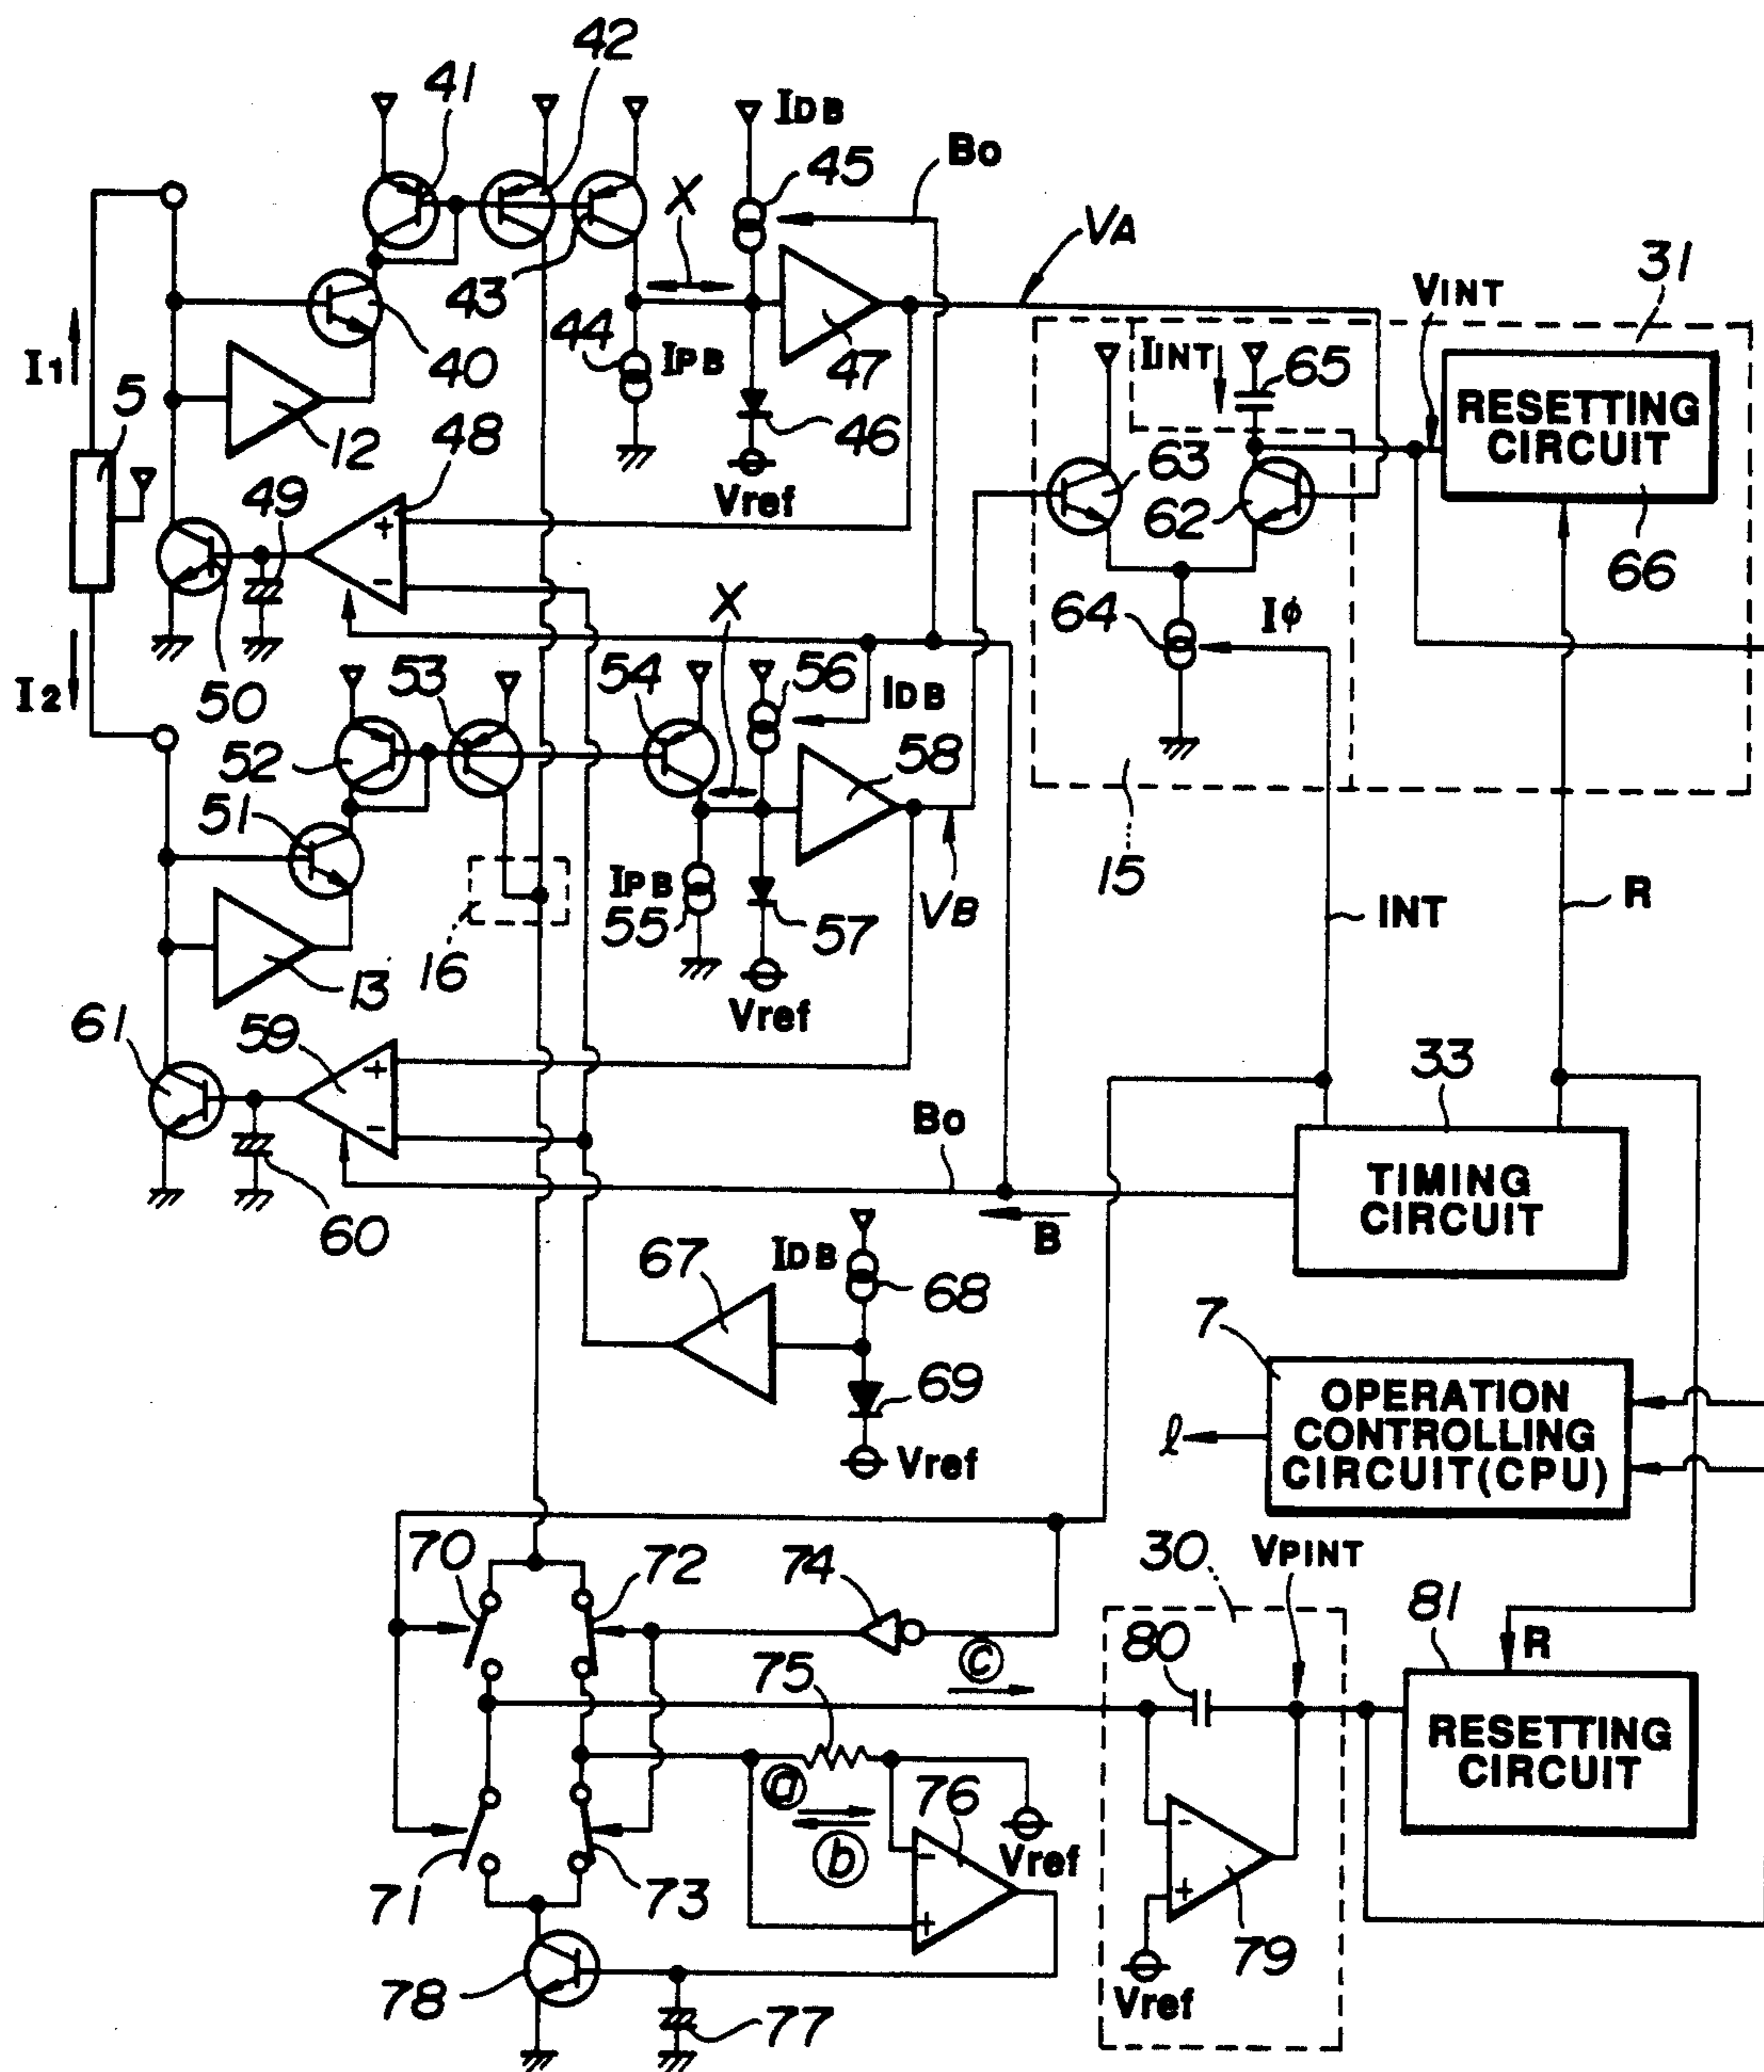 42
41
IDB
45
Bo
X
VA
43
31
VINT
I1
44
IPB
40
47
IINT
65
RESETTING
CIRCUIT
5
12
48
46
63
49
Vref
62
66
+
-
X
64
Iφ
I2
50
53
54
56
IDB
52
58
51
IPB
55
57
VB
15
INT
R
16
13
Vref
61
59
+
-
33
Bo
TIMING
CIRCUIT
60
B
67
IDB
68
7
69
OPERATION
CONTROLLING
CIRCUIT(CPU)
l
Vref
70
72
74
30
VPINT
81
80
R
75
c
RESETTING
CIRCUIT
a
76
b
-
+
Vref
-
+
71
73
79
78
77
Vref